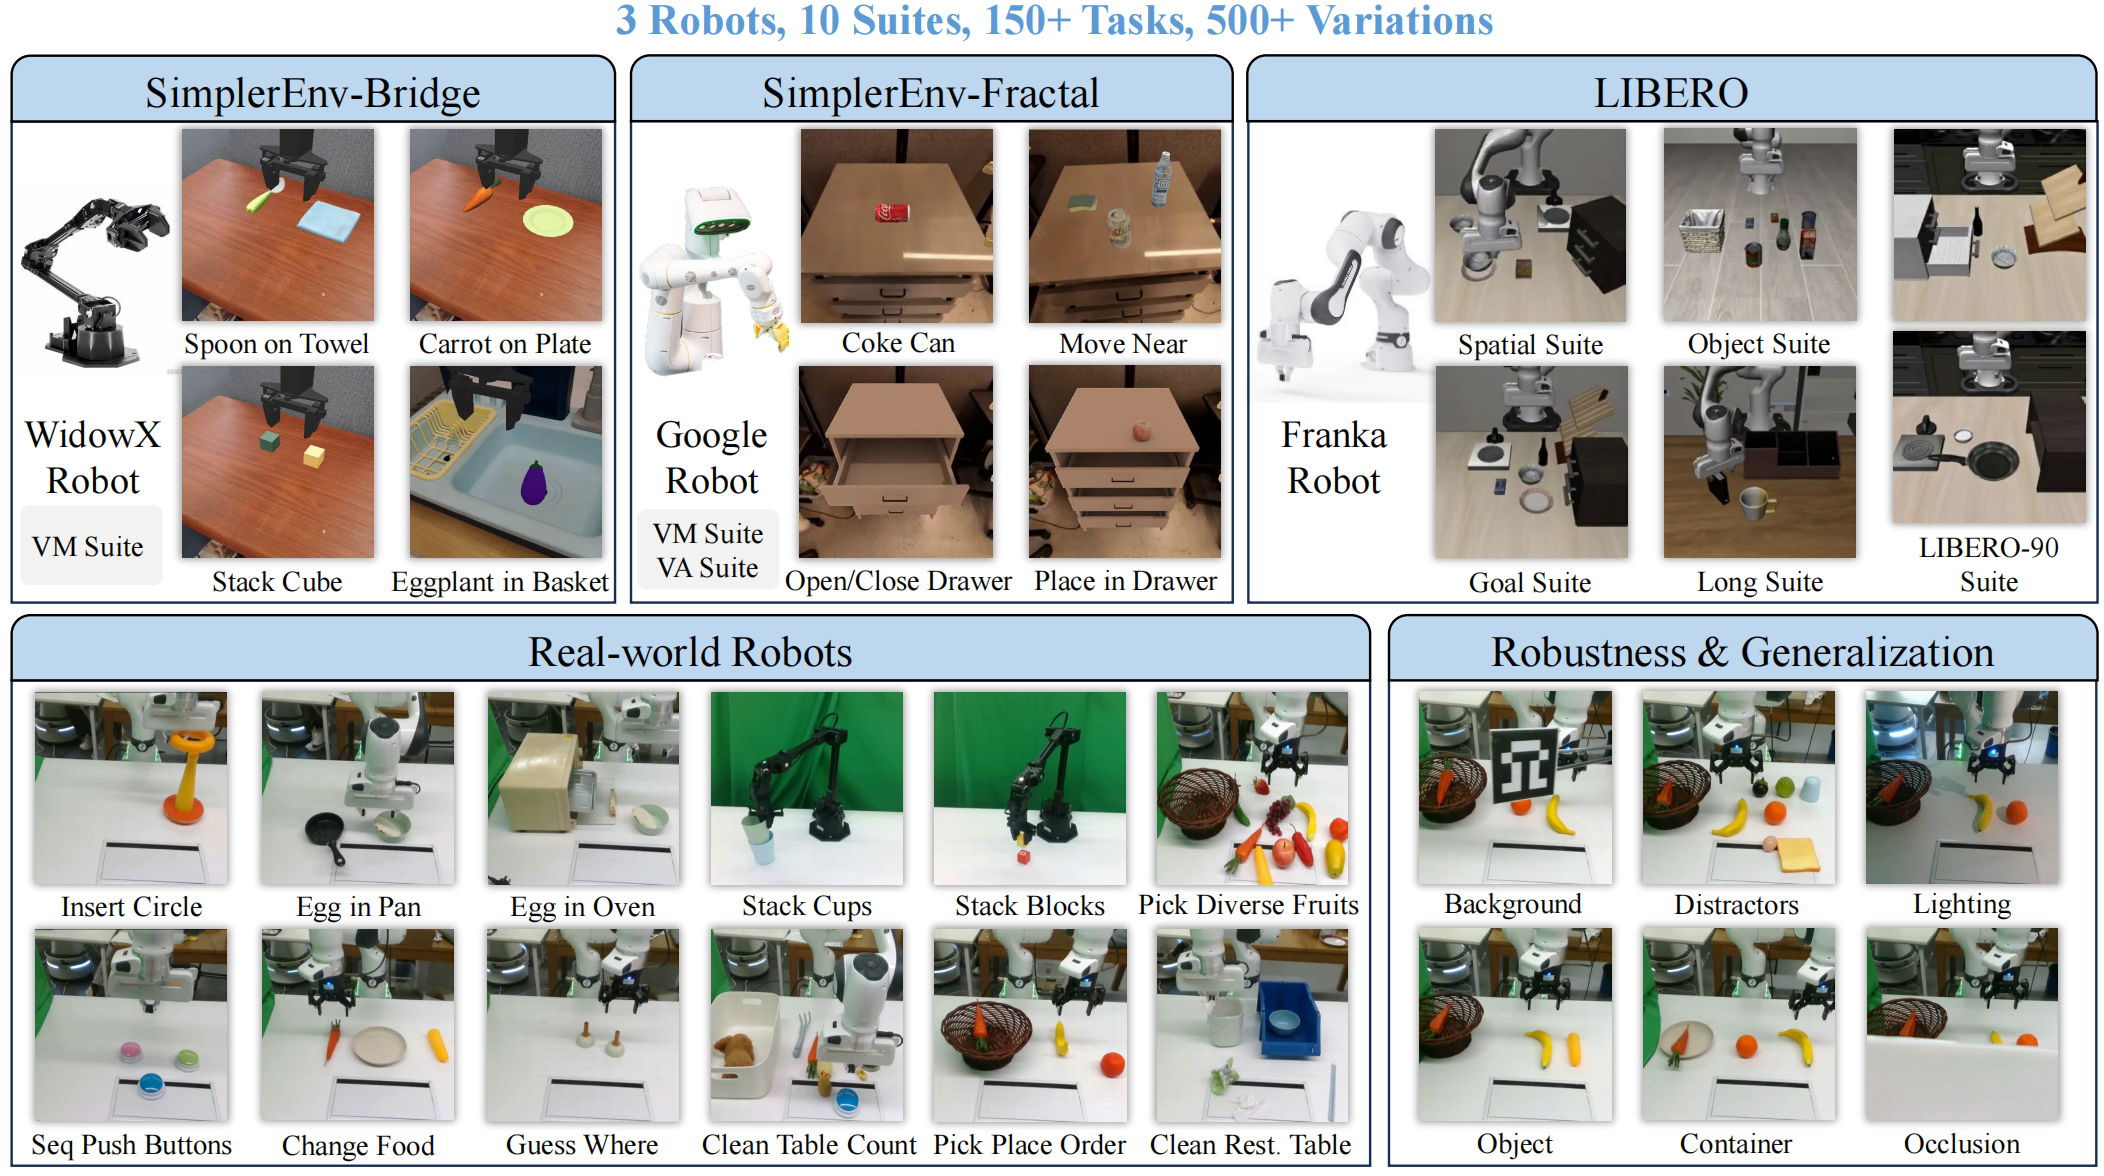 3 Robots, 10 Suites, 150+ Tasks, 500+ Variations
SimplerEnv-Bridge
WidowX
Robot
VM Suite
Spoon on Towel
Carrot on Plate
Stack Cube
Eggplant in Basket
SimplerEnv-Fractal
Google
Robot
VM Suite
VA Suite
Coke Can
Move Near
Open/Close Drawer
Place in Drawer
LIBERO
Franka
Robot
Spatial Suite
Object Suite
Goal Suite
Long Suite
LIBERO-90
Suite
Real-world Robots
Insert Circle
Egg in Pan
Egg in Oven
Stack Cups
Stack Blocks
Pick Diverse Fruits
Seq Push Buttons
Change Food
Guess Where
Clean Table Count
Pick Place Order
Clean Rest. Table
Robustness & Generalization
Background
Distractors
Lighting
Object
Container
Occlusion